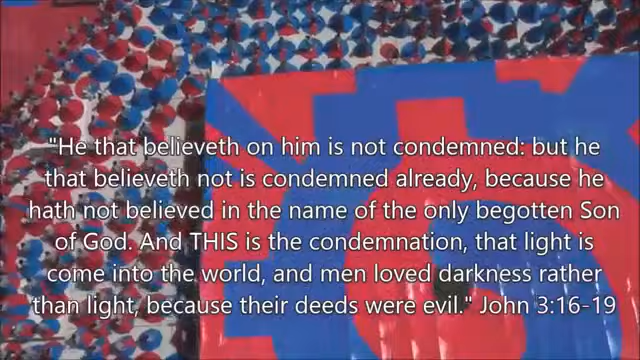 "He that believeth on him is not condemned: but he
that believeth not is condemned already, because he
hath not believed in the name of the only begotten Son
of God. And THIS is the condemnation, that light is
come into the world, and men loved darkness rather
than light, because their deeds were evil." John 3:16-19